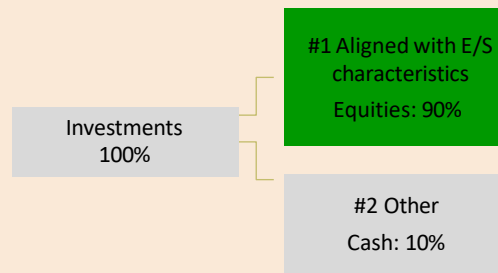 #1 Aligned with E/S
characteristics
Equities: 90%
Investments
100%
#2 Other
Cash: 10%